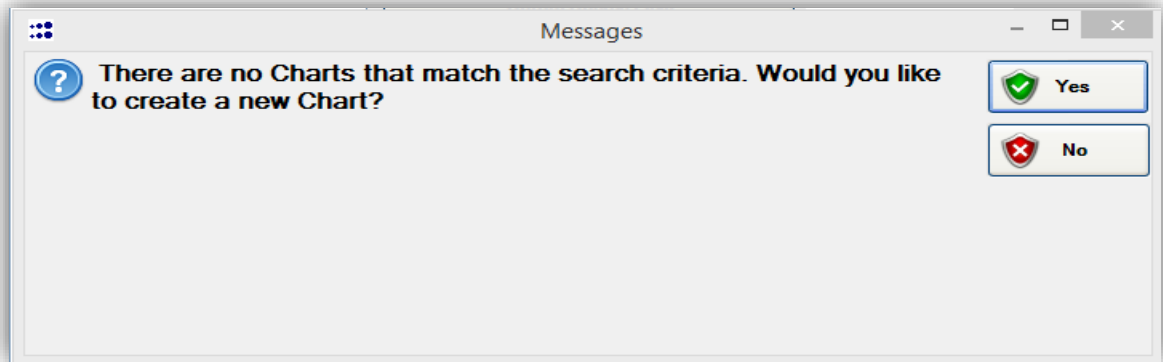 Messages
There are no Charts that match the search criteria. Would you like
to create a new Chart?
Yes
No